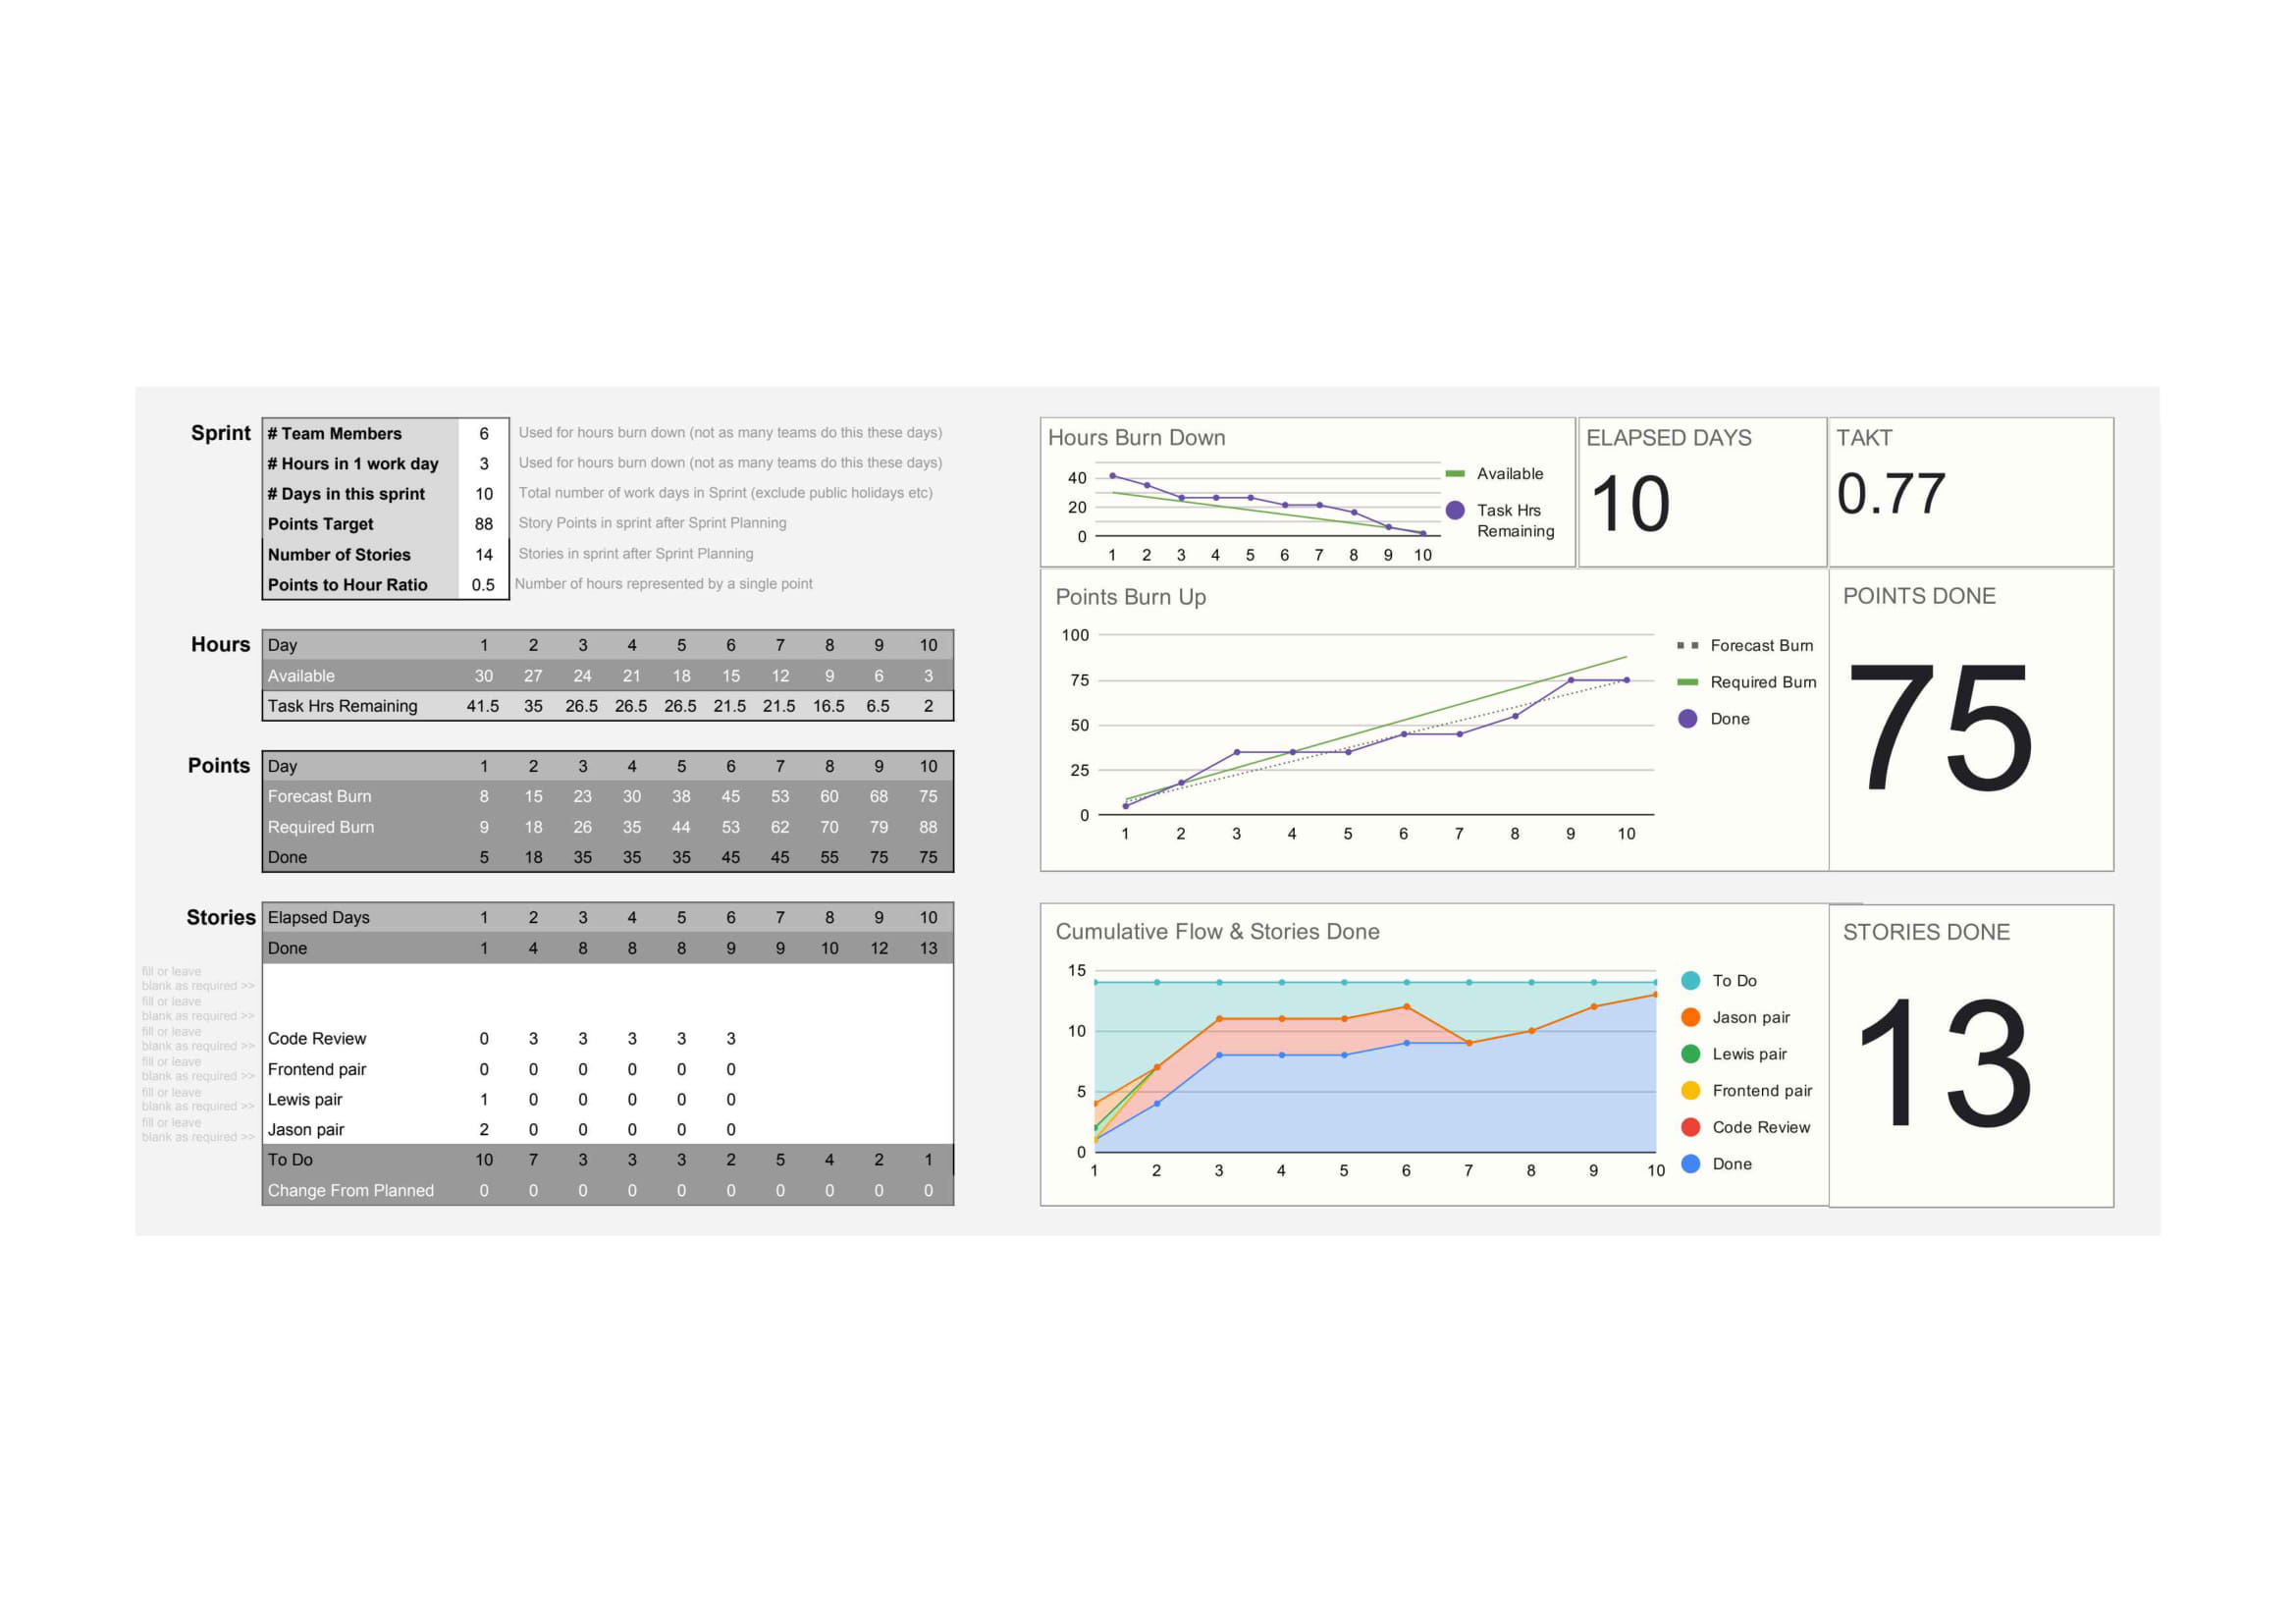 Sprint
# Team Members 6 Used for hours burn down (not as many teams do this these days)
# Hours in 1 work day 3 Used for hours burn down (not as many teams do this these days)
# Days in this sprint 10 Total number of work days in Sprint (exclude public holidays etc)
Points Target 88 Story Points in sprint after Sprint Planning
Number of Stories 14 Stories in sprint after Sprint Planning
Points to Hour Ratio 0.5 Number of hours represented by a single point
Hours
Day 1 2 3 4 5 6 7 8 9 10
Available 30 27 24 21 18 15 12 9 6 3
Task Hrs Remaining 41.5 35 26.5 26.5 26.5 21.5 21.5 16.5 6.5 2
Points
Day 1 2 3 4 5 6 7 8 9 10
Forecast Burn 8 15 23 30 38 45 53 60 68 75
Required Burn 9 18 26 35 44 53 62 70 79 88
Done 5 18 35 35 35 45 45 55 75 75
Stories
Elapsed Days 1 2 3 4 5 6 7 8 9 10
Done 1 4 8 8 8 9 9 10 12 13
fill or leave
blank as required >>
fill or leave
blank as required >>
fill or leave
blank as required >>
Code Review 0 3 3 3 3 3
fill or leave
blank as required >>
Frontend pair 0 0 0 0 0 0
fill or leave
blank as required >>
Lewis pair 1 0 0 0 0 0
fill or leave
blank as required >>
Jason pair 2 0 0 0 0 0
To Do 10 7 3 3 3 2 5 4 2 1
Change From Planned 0 0 0 0 0 0 0 0 0 0
Hours Burn Down
40
20
0
1 2 3 4 5 6 7 8 9 10
Available
Task Hrs
Remaining
ELAPSED DAYS
10
TAKT
0.77
Points Burn Up
100
75
50
25
0
1 2 3 4 5 6 7 8 9 10
Forecast Burn
Required Burn
Done
POINTS DONE
75
Cumulative Flow & Stories Done
15
10
5
0
1 2 3 4 5 6 7 8 9 10
To Do
Jason pair
Lewis pair
Frontend pair
Code Review
Done
STORIES DONE
13